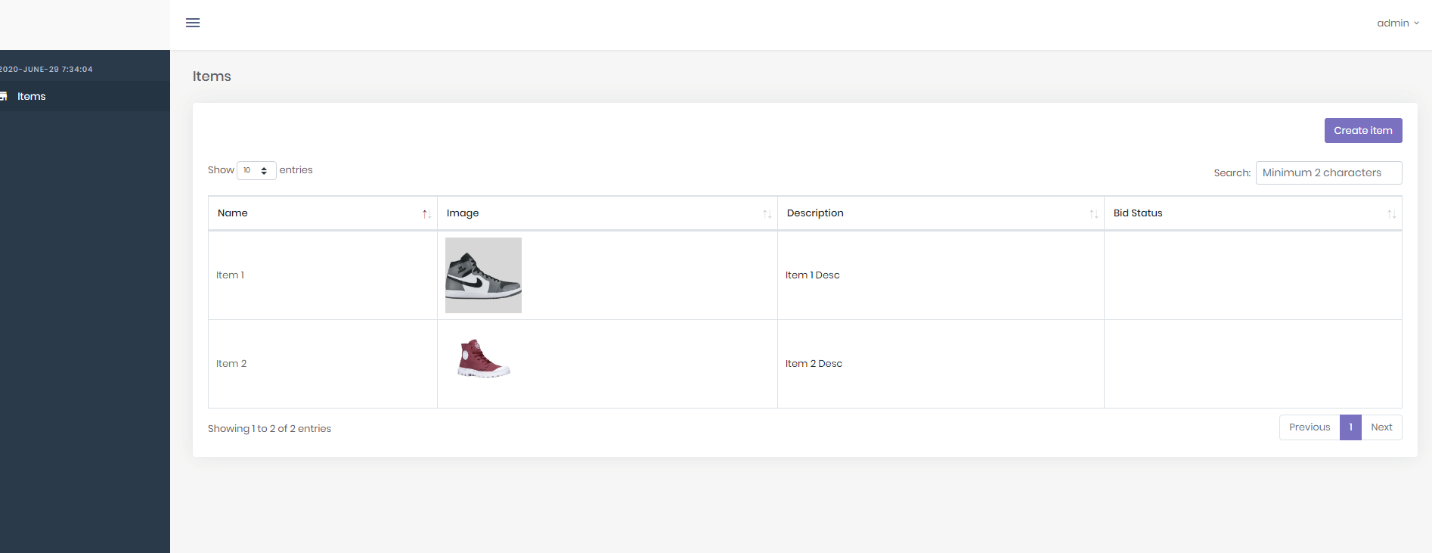 admin
2020-JUNE-29 7:34:04
Items
Items
Create item
Show 10 entries
Search: Minimum 2 characters
Name Image Description Bid Status
Item 1 Item 1 Desc
Item 2 Item 2 Desc
Showing 1 to 2 of 2 entries
Previous 1 Next